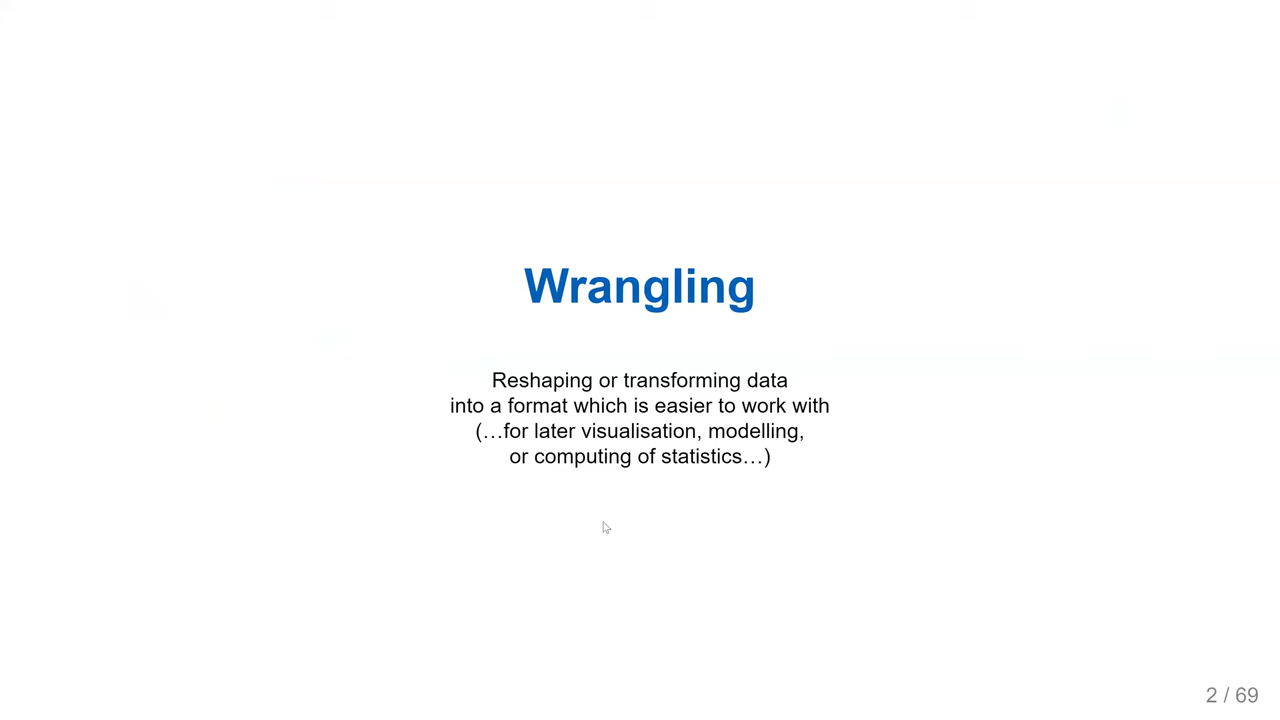 Wrangling
Reshaping or transforming data
into a format which is easier to work with
(…for later visualisation, modelling,
or computing of statistics…)
2 / 69